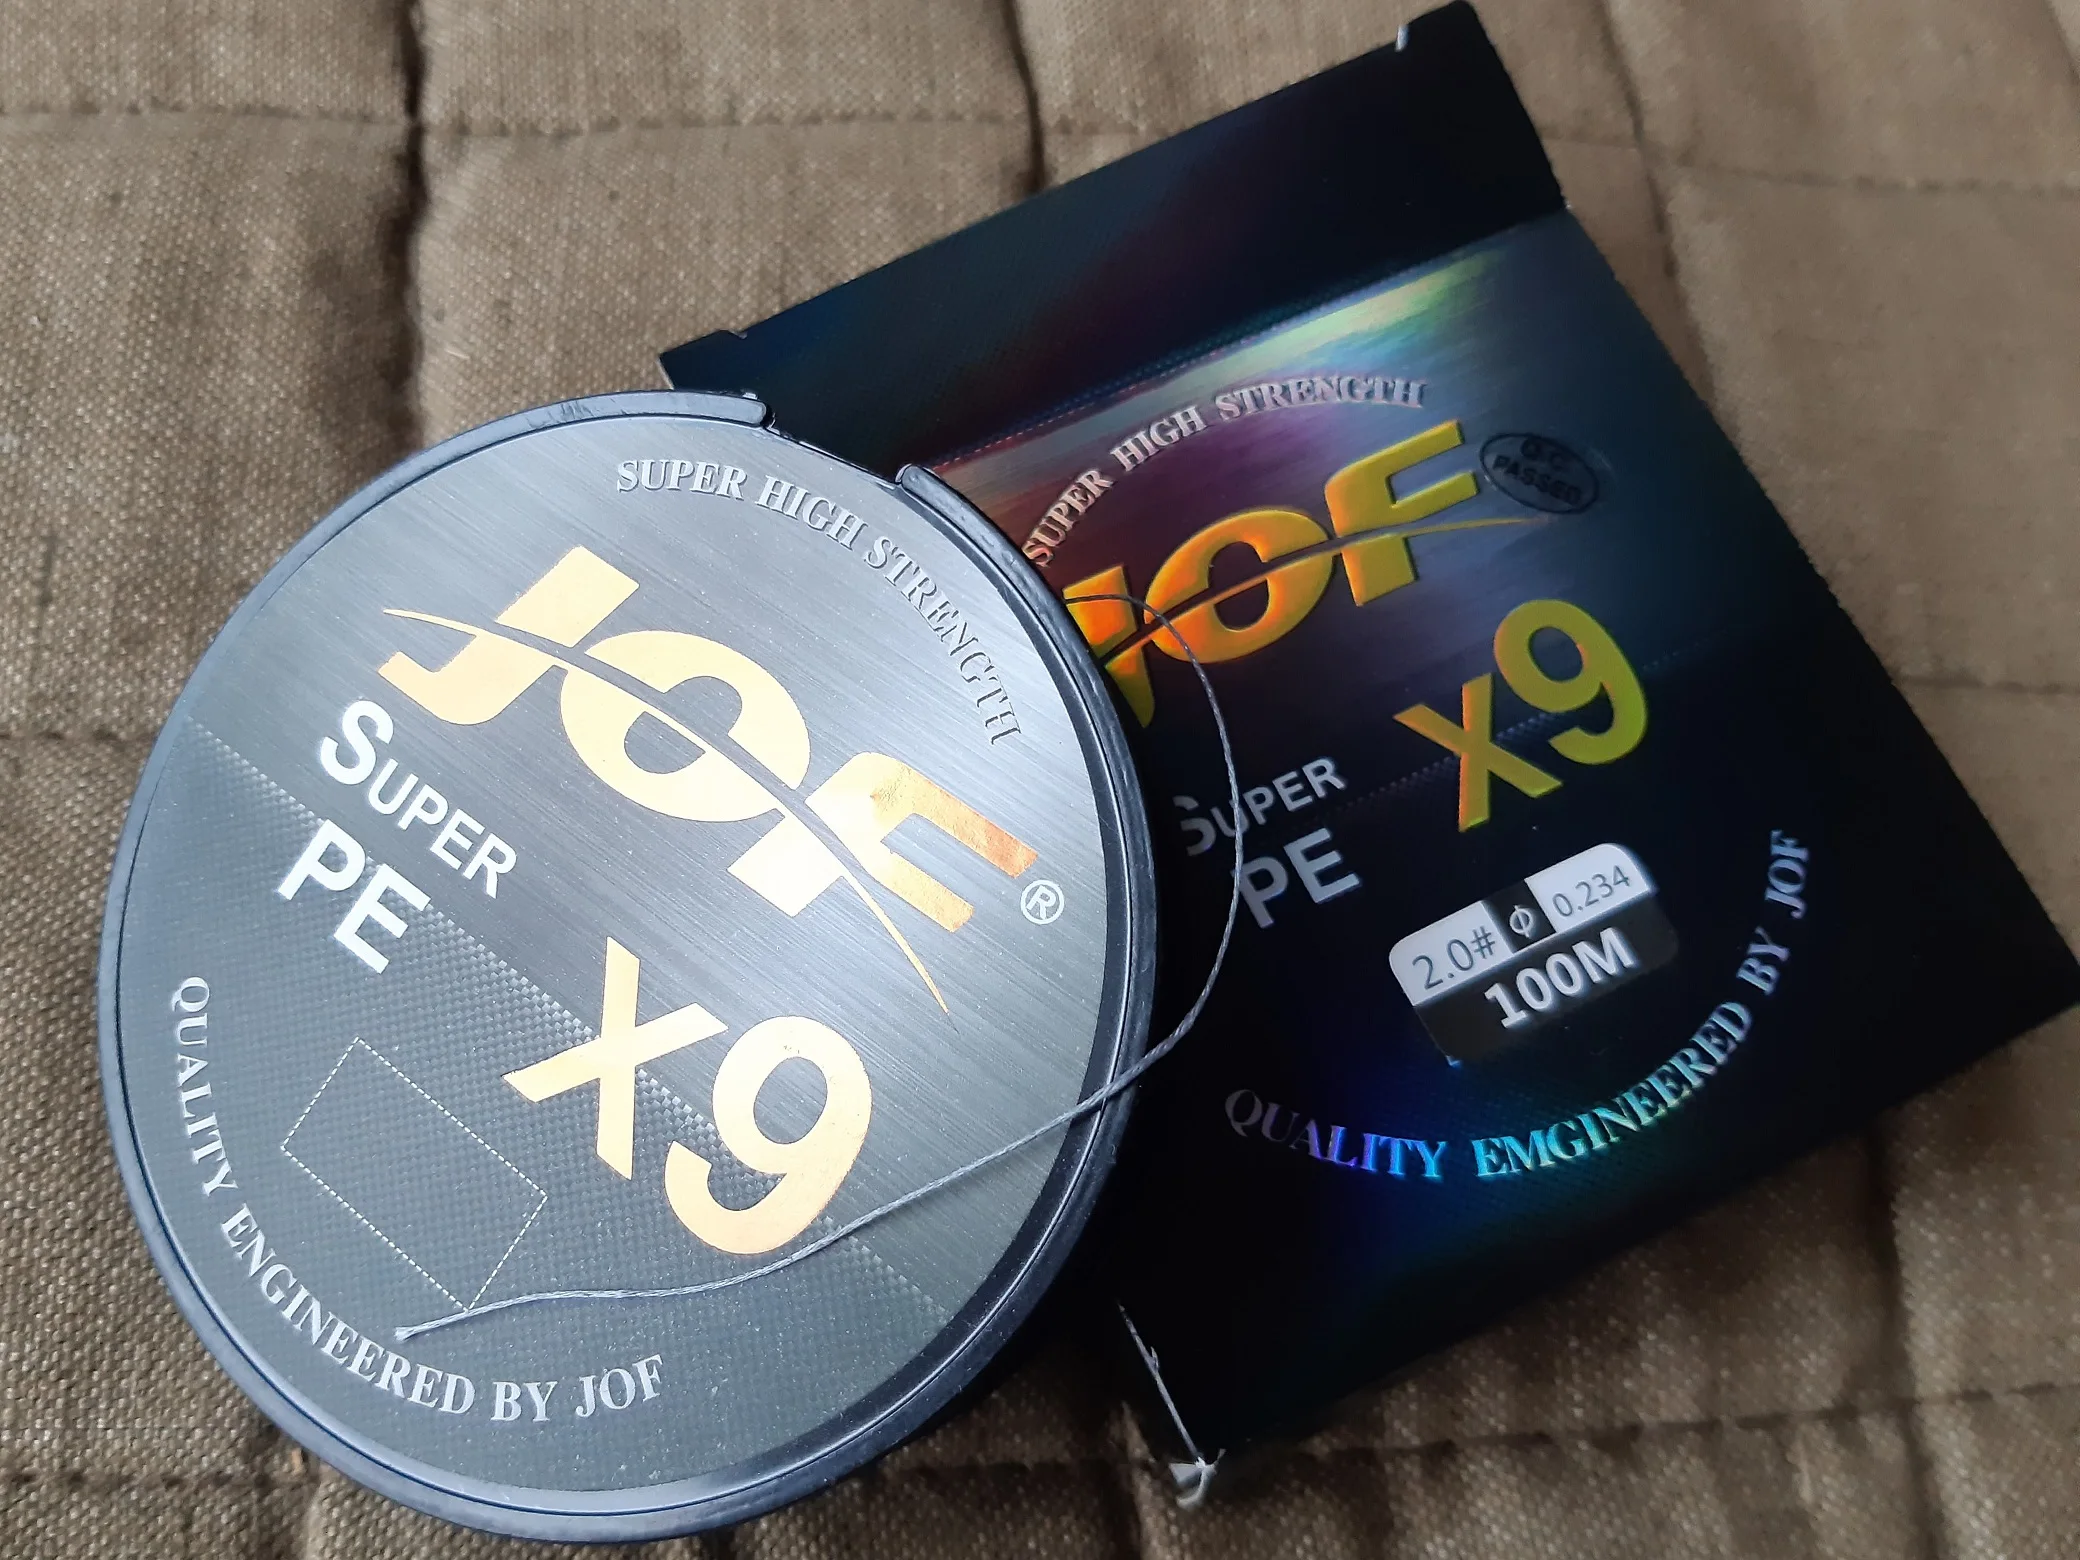 SUPER HIGH STRENGTH
JOF®
SUPER
PE
X9
QUALITY ENGINEERED BY JOF
SUPER HIGH STRENGTH
JOF
Q.C.
PASSED
X9
SUPER
PE
2.0# ϕ 0.234
100M
QUALITY EMGINEERED BY JOF